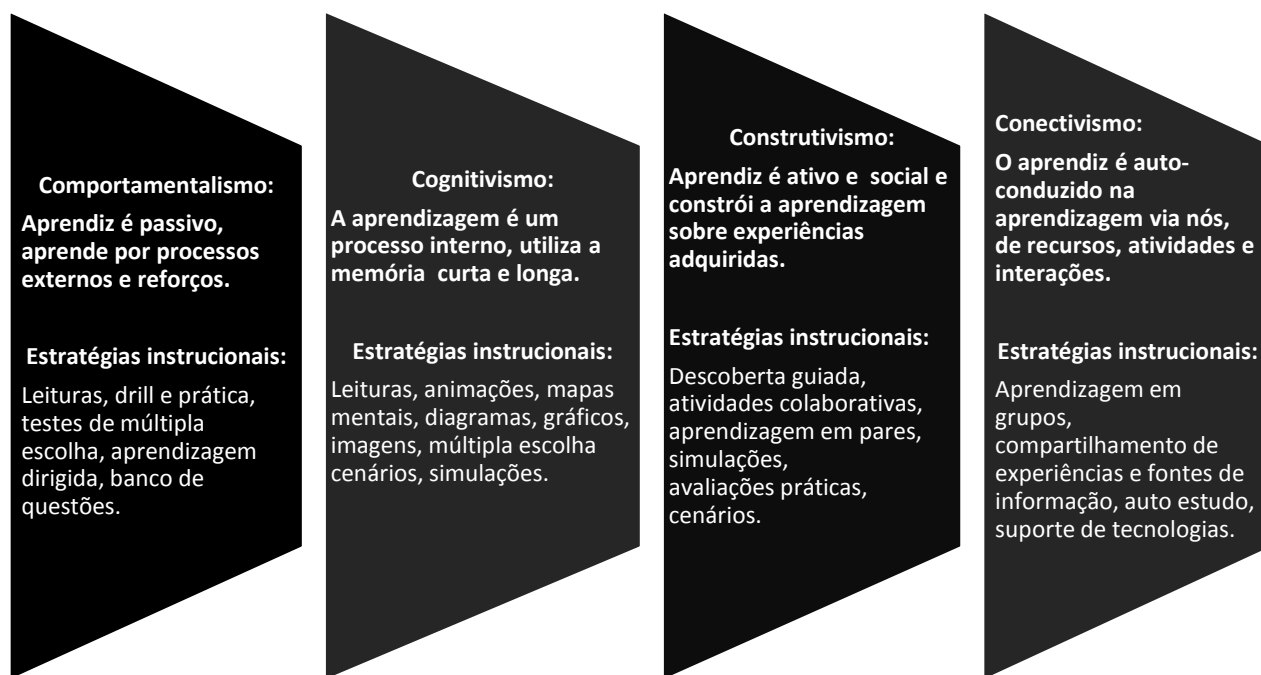 Comportamentalismo:
Aprendiz é passivo,
aprende por processos
externos e reforços.
Estratégias instrucionais:
Leituras, drill e prática,
testes de múltipla
escolha, aprendizagem
dirigida, banco de
questões.
Cognitivismo:
A aprendizagem é um
processo interno, utiliza a
memória curta e longa.
Estratégias instrucionais:
Leituras, animações, mapas
mentais, diagramas, gráficos,
imagens, múltipla escolha
cenários, simulações.
Construtivismo:
Aprendiz é ativo e social e
constrói a aprendizagem
sobre experiências
adquiridas.
Estratégias instrucionais:
Descoberta guiada,
atividades colaborativas,
aprendizagem em pares,
simulações,
avaliações práticas,
cenários.
Conectivismo:
O aprendiz é auto-
conduzido na
aprendizagem via nós,
de recursos, atividades e
interações.
Estratégias instrucionais:
Aprendizagem em
grupos,
compartilhamento de
experiências e fontes de
informação, auto estudo,
suporte de tecnologias.